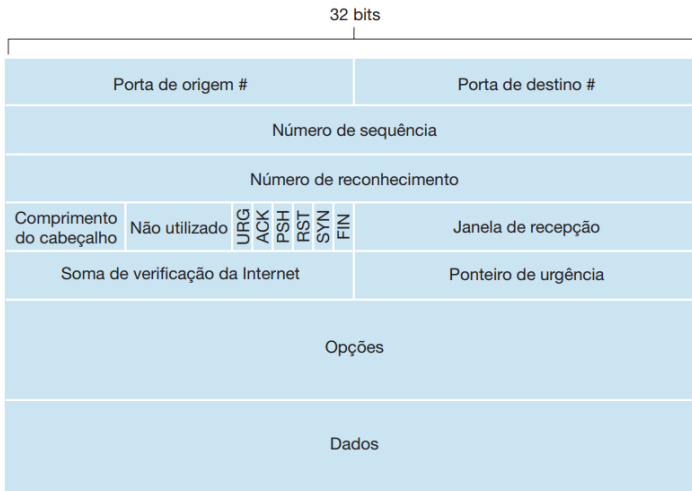 32 bits
Porta de origem #
Porta de destino #
Número de sequência
Número de reconhecimento
Comprimento
do cabeçalho
Não utilizado
URG
ACK
PSH
RST
SYN
FIN
Janela de recepção
Soma de verificação da Internet
Ponteiro de urgência
Opções
Dados